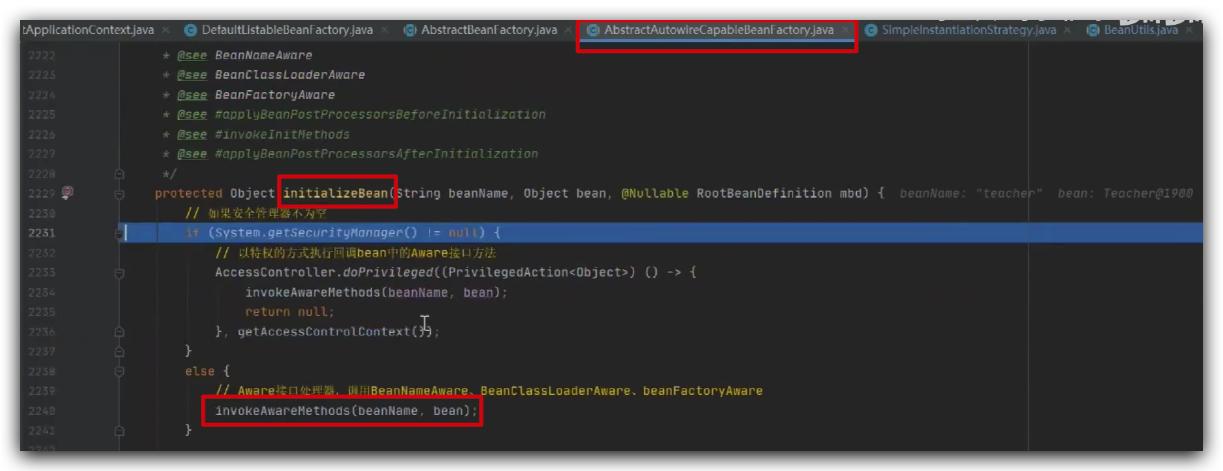 tApplicationContext.java × DefaultListableBeanFactory.java × AbstractBeanFactory.java × AbstractAutowireCapableBeanFactory.java × SimpleInstantiationStrategy.java × BeanUtils.java ×
2222 * @see BeanNameAware
2223 * @see BeanClassLoaderAware
2224 * @see BeanFactoryAware
2225 * @see #applyBeanPostProcessorsBeforeInitialization
2226 * @see #invokeInitMethods
2227 * @see #applyBeanPostProcessorsAfterInitialization
2228 */
2229 protected Object initializeBean(String beanName, Object bean, @Nullable RootBeanDefinition mbd) { beanName: "teacher" bean: Teacher@1900
2230 // 如果安全管理器不为空
2231 if (System.getSecurityManager() != null) {
2232 // 以特权的方式执行回调bean中的Aware接口方法
2233 AccessController.doPrivileged((PrivilegedAction<Object>) () -> {
2234 invokeAwareMethods(beanName, bean);
2235 return null;
2236 }, getAccessControlContext());
2237 }
2238 else {
2239 // Aware接口处理器，调用BeanNameAware、BeanClassLoaderAware、beanFactoryAware
2240 invokeAwareMethods(beanName, bean);
2241 }